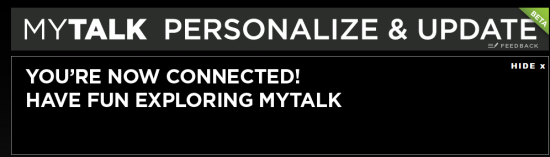 MYTALK PERSONALIZE & UPDATE
BETA
FEEDBACK
HIDE x
YOU'RE NOW CONNECTED!
HAVE FUN EXPLORING MYTALK